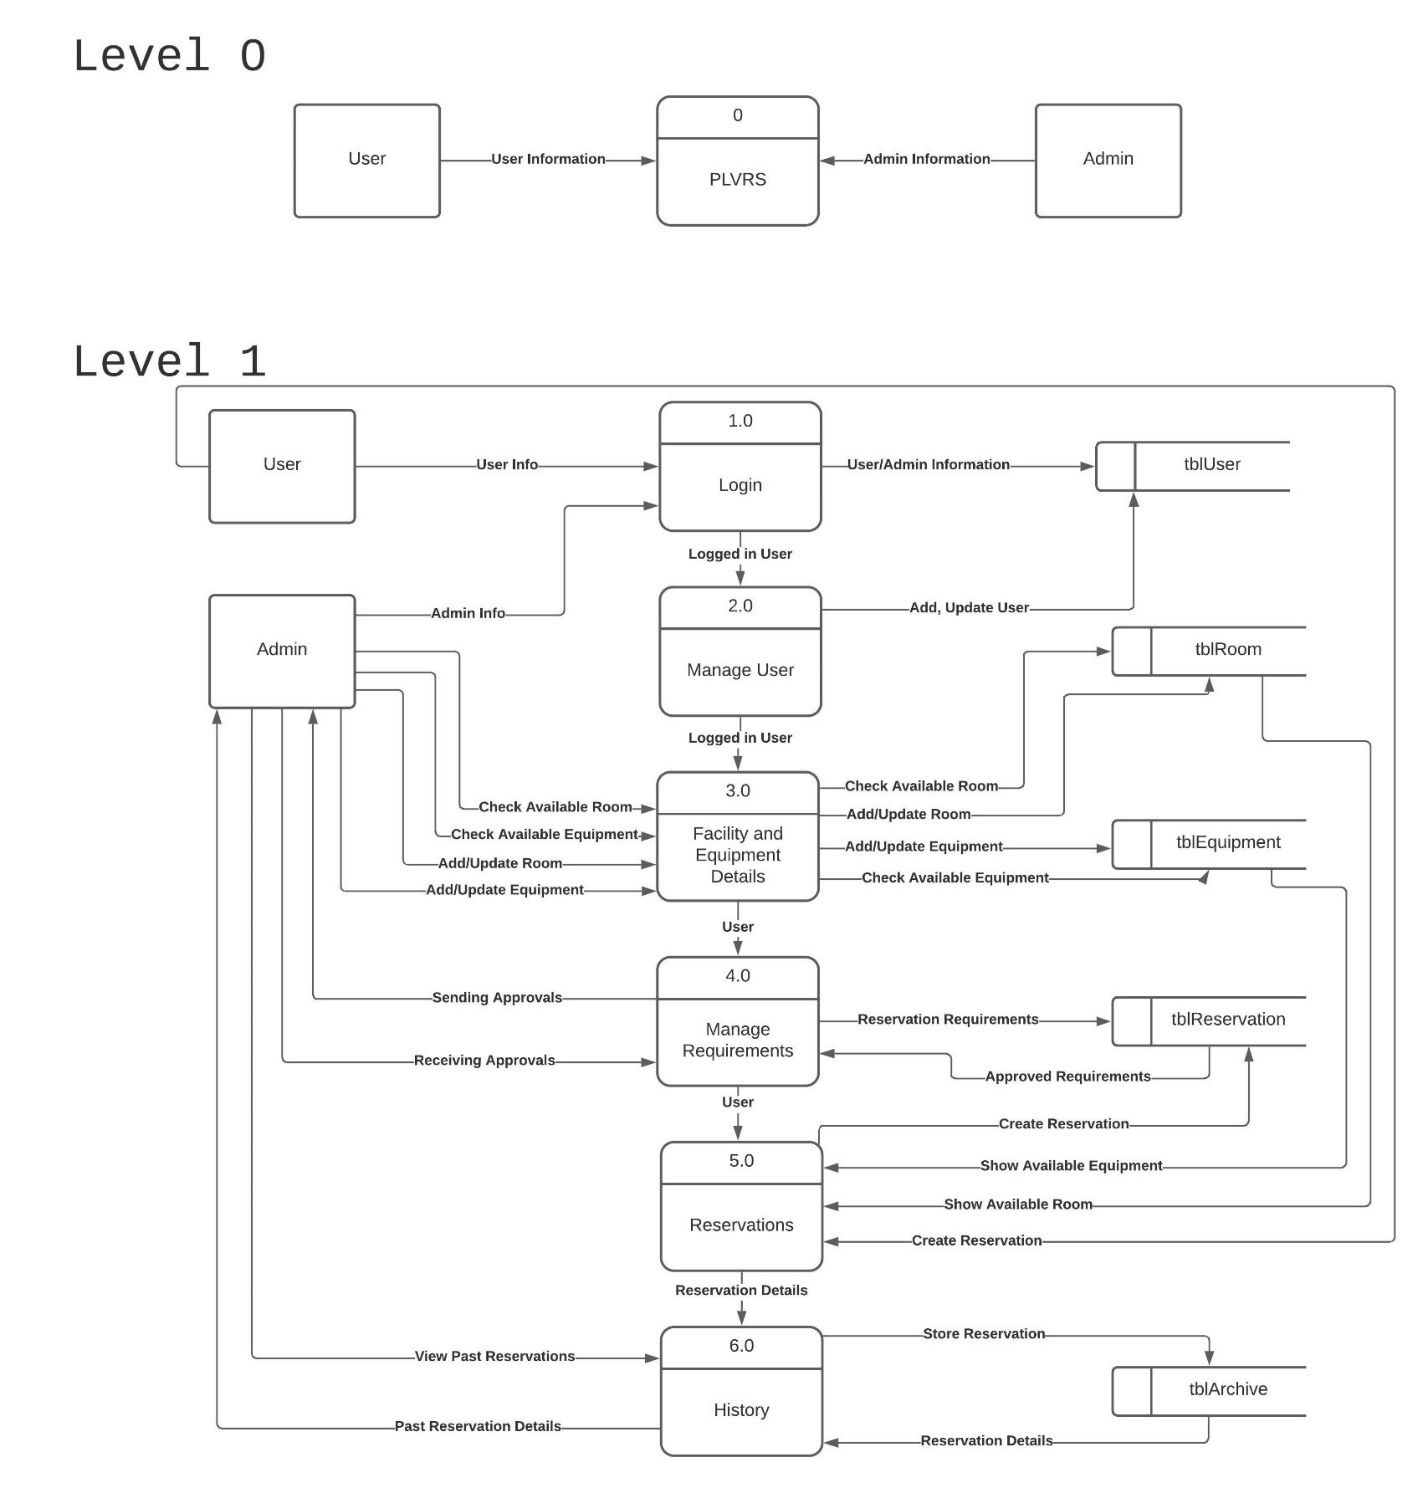 Level 0
User
User Information
0
PLVRS
Admin Information
Admin
Level 1
User
User Info
1.0
Login
User/Admin Information
tblUser
Logged in User
Admin
Admin Info
2.0
Manage User
Add, Update User
tblRoom
Logged in User
Check Available Room
Check Available Equipment
Add/Update Room
Add/Update Equipment
3.0
Facility and
Equipment
Details
Check Available Room
Add/Update Room
Add/Update Equipment
Check Available Equipment
tblEquipment
User
Sending Approvals
Receiving Approvals
4.0
Manage
Requirements
Reservation Requirements
tblReservation
Approved Requirements
User
Create Reservation
5.0
Reservations
Show Available Equipment
Show Available Room
Create Reservation
Reservation Details
View Past Reservations
Past Reservation Details
6.0
History
Store Reservation
tblArchive
Reservation Details